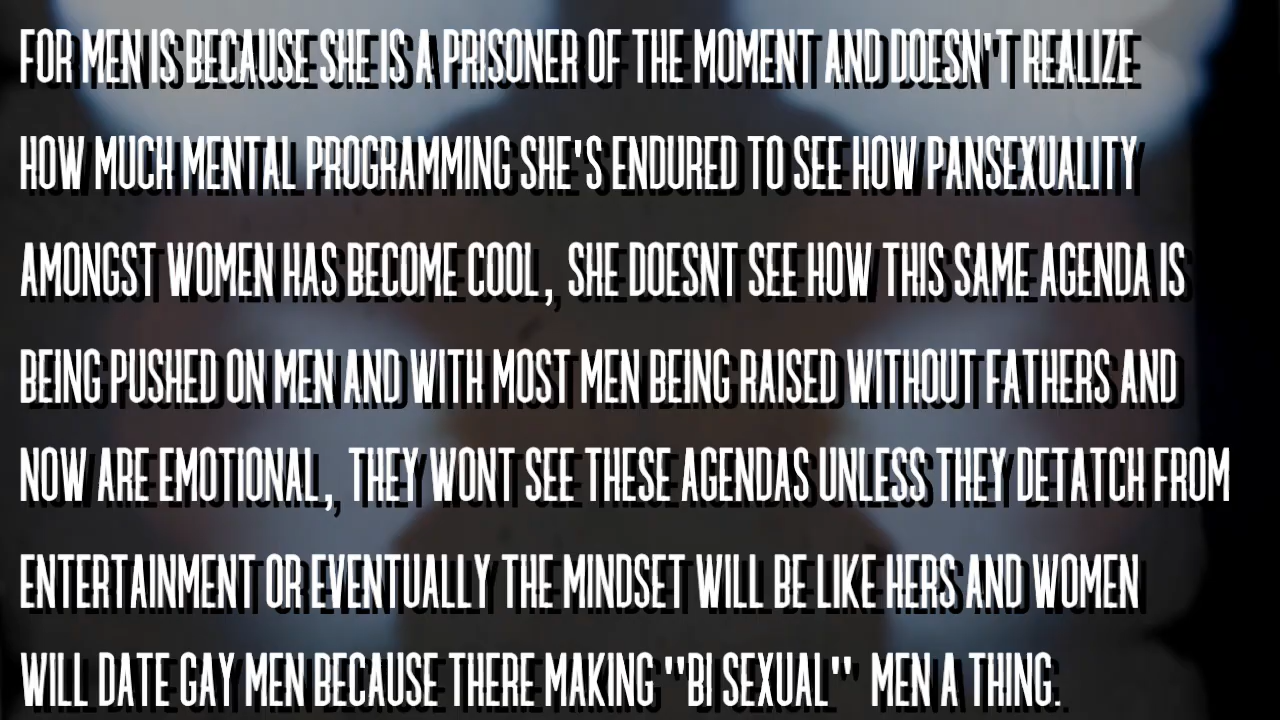 FOR MEN IS BECAUSE SHE IS A PRISONER OF THE MOMENT AND DOESN'T REALIZE
HOW MUCH MENTAL PROGRAMMING SHE'S ENDURED TO SEE HOW PANSEXUALITY
AMONGST WOMEN HAS BECOME COOL, SHE DOESNT SEE HOW THIS SAME AGENDA IS
BEING PUSHED ON MEN AND WITH MOST MEN BEING RAISED WITHOUT FATHERS AND
NOW ARE EMOTIONAL, THEY WONT SEE THESE AGENDAS UNLESS THEY DETATCH FROM
ENTERTAINMENT OR EVENTUALLY THE MINDSET WILL BE LIKE HERS AND WOMEN
WILL DATE GAY MEN BECAUSE THERE MAKING "BI SEXUAL" MEN A THING.